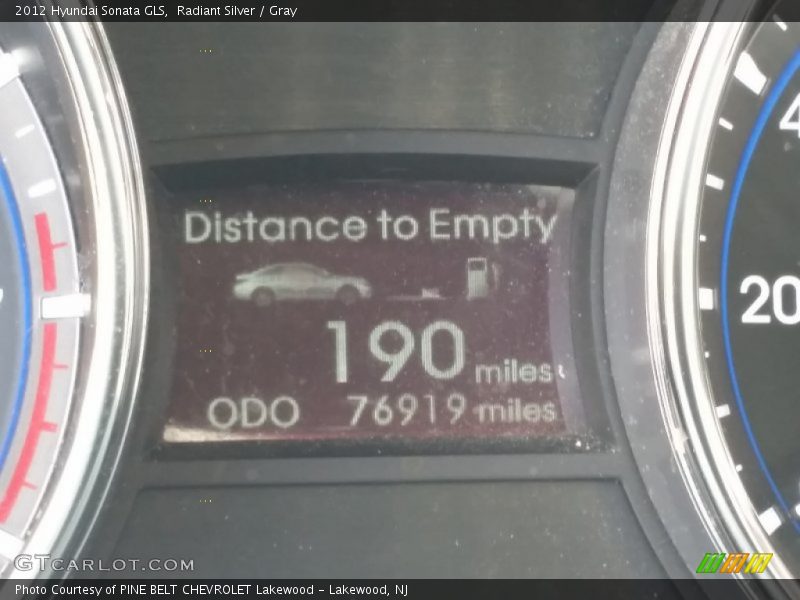 2012 Hyundai Sonata GLS, Radiant Silver / Gray
Distance to Empty
190 miles
ODO 76919 miles
20
GTCARLOT.COM
Photo Courtesy of PINE BELT CHEVROLET Lakewood - Lakewood, NJ